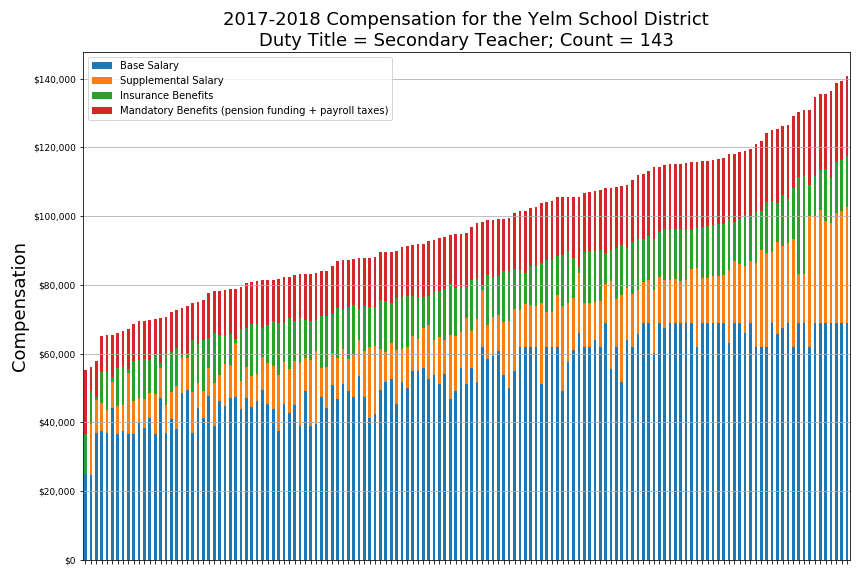 2017-2018 Compensation for the Yelm School District
Duty Title = Secondary Teacher; Count = 143
Base Salary
Supplemental Salary
Insurance Benefits
Mandatory Benefits (pension funding + payroll taxes)
Compensation
$140,000
$120,000
$100,000
$80,000
$60,000
$40,000
$20,000
$0